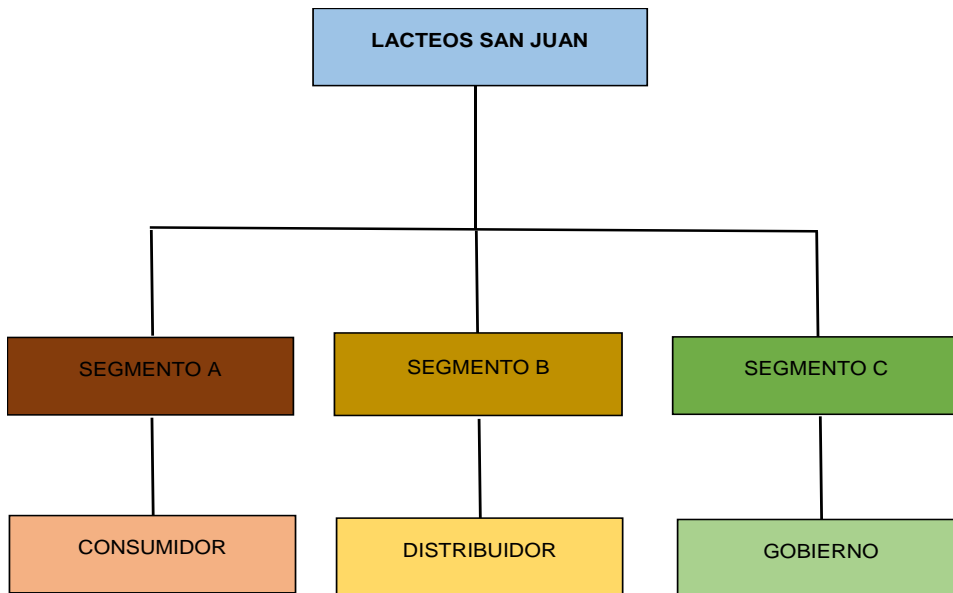 LACTEOS SAN JUAN
SEGMENTO A
SEGMENTO B
SEGMENTO C
CONSUMIDOR
DISTRIBUIDOR
GOBIERNO